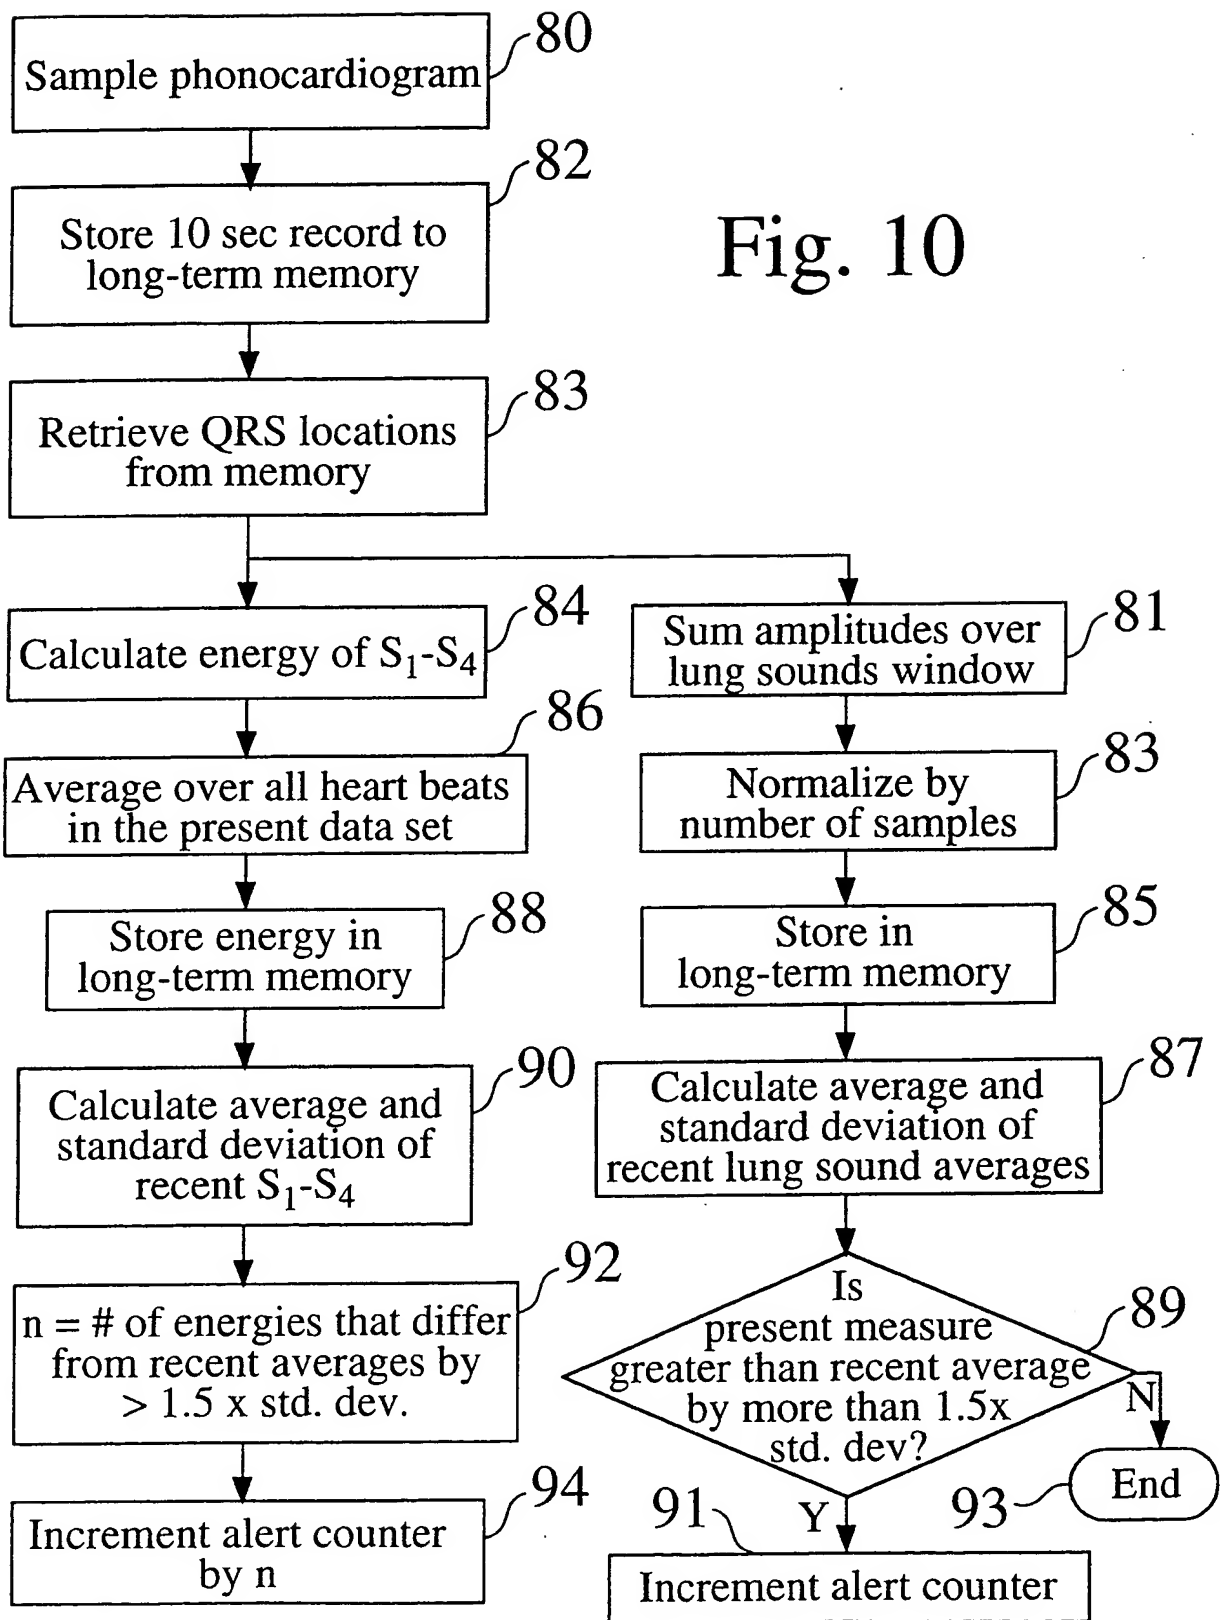 80
Sample phonocardiogram
82
Store 10 sec record to
long-term memory
Fig. 10
83
Retrieve QRS locations
from memory
84
Calculate energy of S1-S4
86
Average over all heart beats
in the present data set
88
Store energy in
long-term memory
90
Calculate average and
standard deviation of
recent S1-S4
92
n = # of energies that differ
from recent averages by
> 1.5 x std. dev.
94
Increment alert counter
by n
81
Sum amplitudes over
lung sounds window
83
Normalize by
number of samples
85
Store in
long-term memory
87
Calculate average and
standard deviation of
recent lung sound averages
89
Is
present measure
greater than recent average
by more than 1.5x
std. dev?
N
End
93
Y
91
Increment alert counter